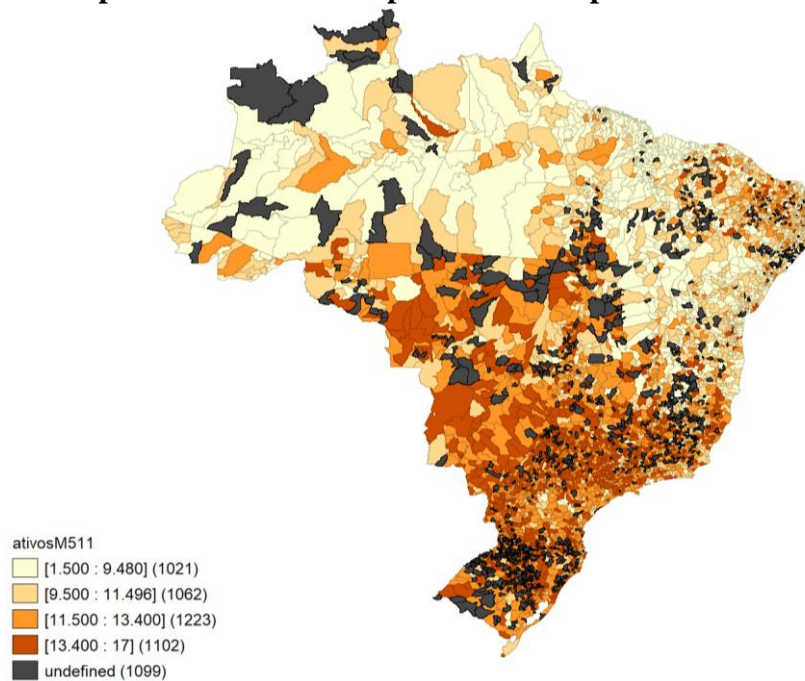 ativosM511
[1.500 : 9.480] (1021)
[9.500 : 11.496] (1062)
[11.500 : 13.400] (1223)
[13.400 : 17] (1102)
undefined (1099)